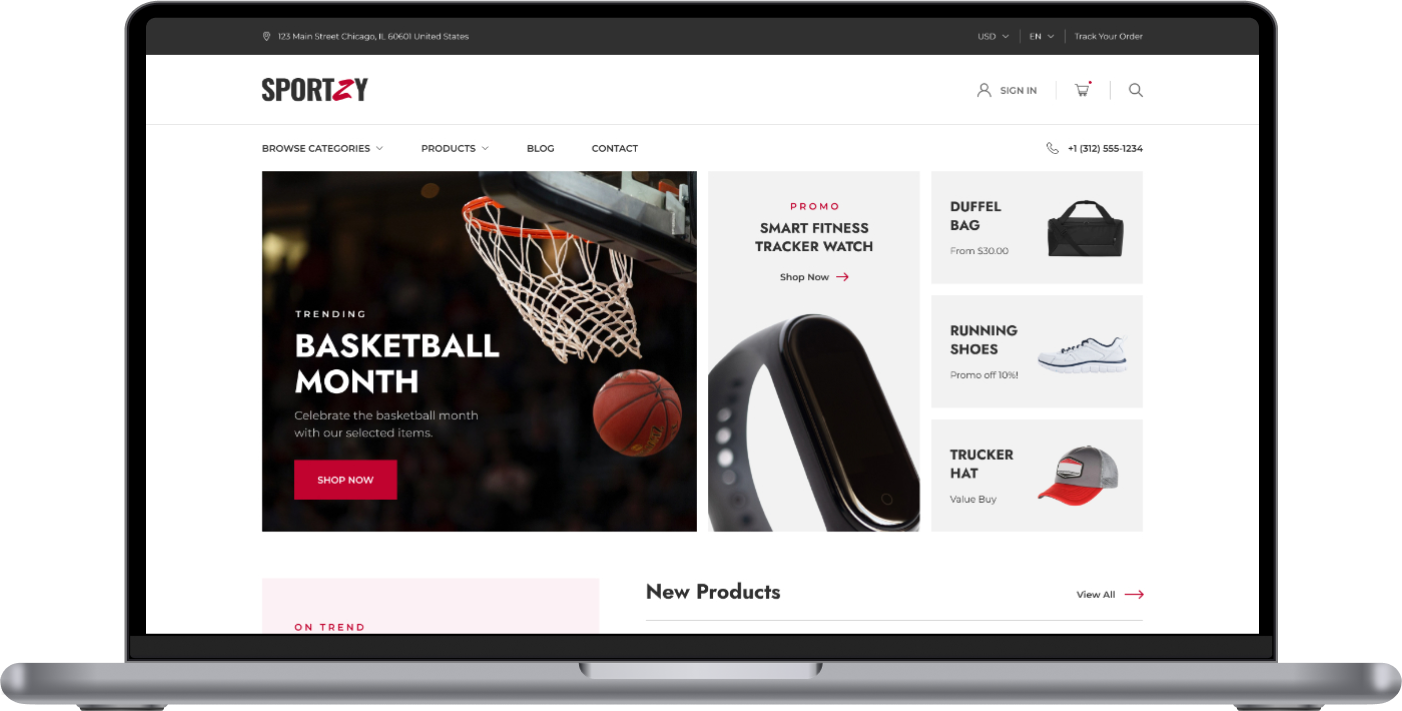 123 Main Street Chicago, IL 60601 United States
USD
EN
Track Your Order
SPORTZY
SIGN IN
BROWSE CATEGORIES
PRODUCTS
BLOG
CONTACT
+1 (312) 555-1234
TRENDING
BASKETBALL
MONTH
Celebrate the basketball month
with our selected items.
SHOP NOW
PROMO
SMART FITNESS
TRACKER WATCH
Shop Now
DUFFEL
BAG
From $30.00
RUNNING
SHOES
Promo off 10%!
TRUCKER
HAT
Value Buy
ON TREND
New Products
View All